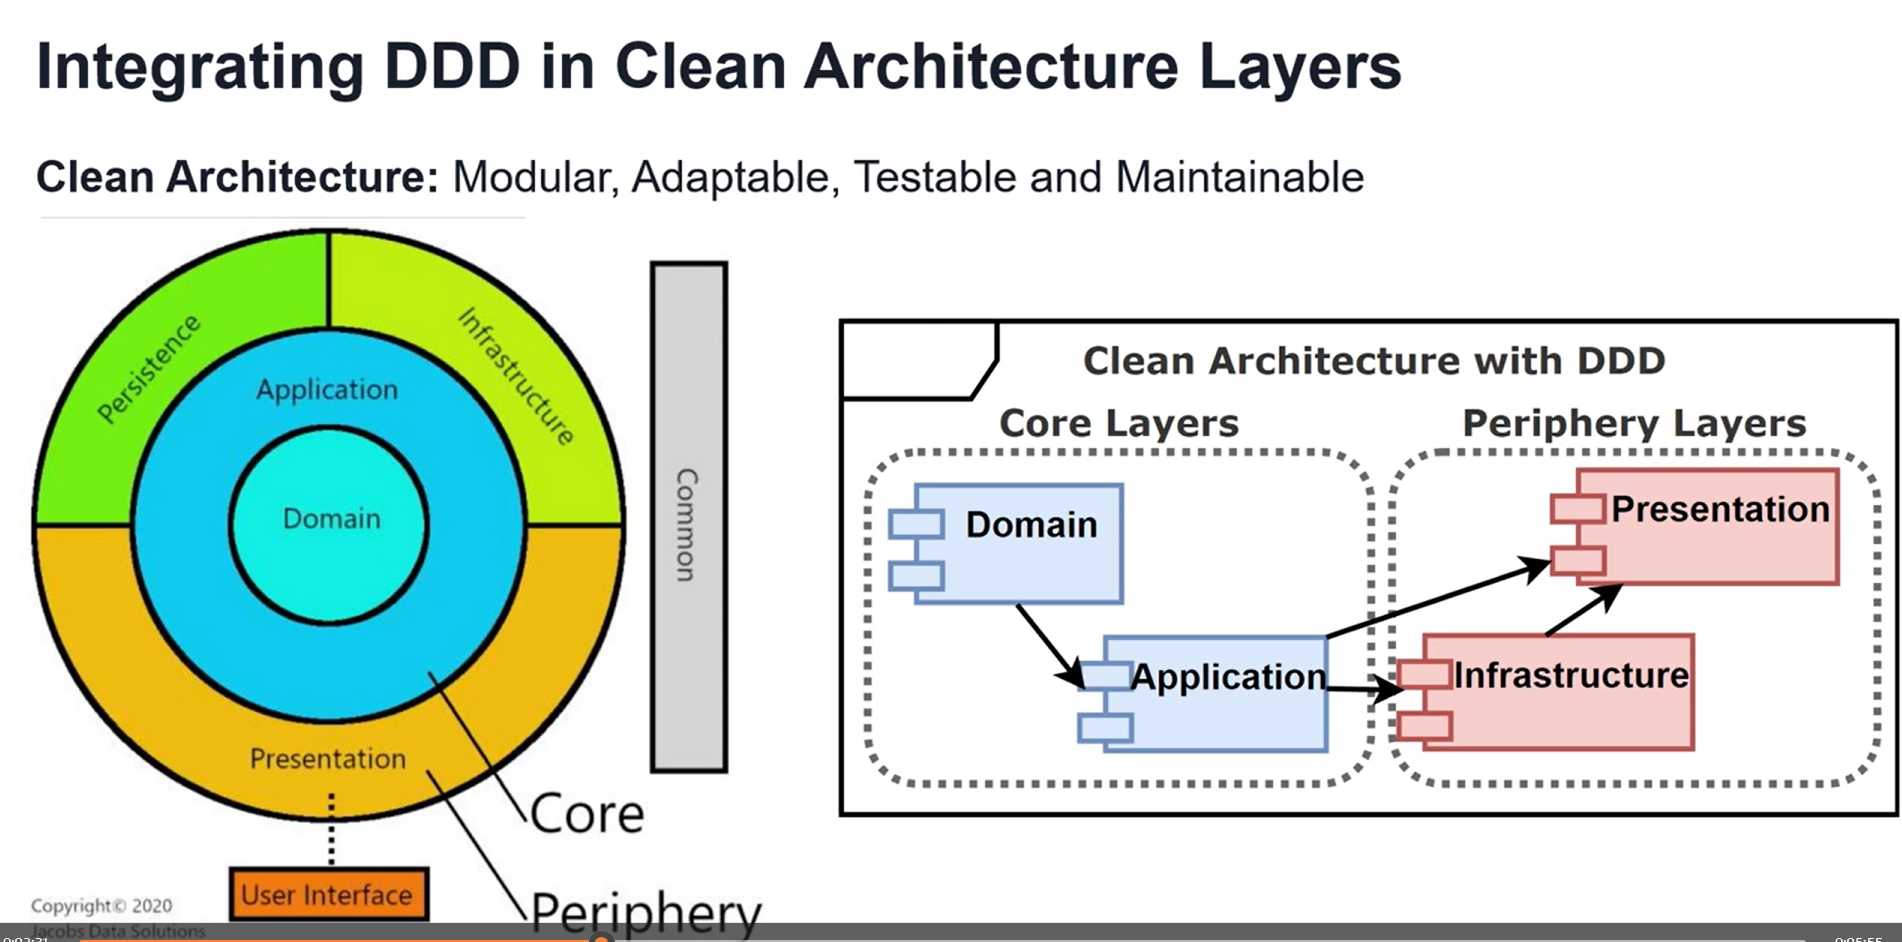 Integrating DDD in Clean Architecture Layers
Clean Architecture: Modular, Adaptable, Testable and Maintainable
Persistence
Infrastructure
Application
Domain
Presentation
Common
Core
Periphery
User Interface
Copyright© 2020
Jacobs Data Solutions
Clean Architecture with DDD
Core Layers
Periphery Layers
Domain
Presentation
Application
Infrastructure